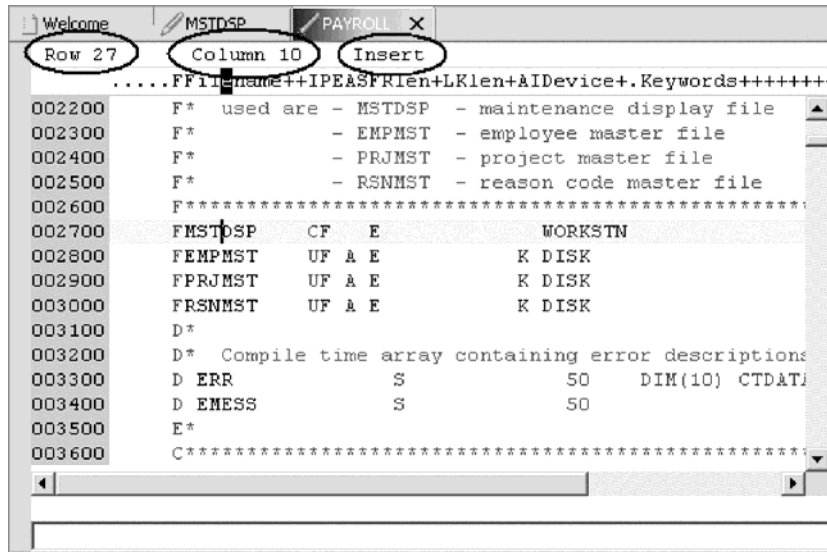 Welcome MSTDSP PAYROLL
Row 27 Column 10 Insert
.....FFilename++IPEASFRlen+LKlen+AIDevice+.Keywords+++++++
002200 F* used are - MSTDSP - maintenance display file
002300 F* - EMPMST - employee master file
002400 F* - PRJMST - project master file
002500 F* - RSNMST - reason code master file
002600 F***************************************************
002700 FMSTDSP CF E WORKSTN
002800 FEMPMST UF A E K DISK
002900 FPRJMST UF A E K DISK
003000 FRSNMST UF A E K DISK
003100 D*
003200 D* Compile time array containing error descriptions
003300 D ERR S 50 DIM(10) CTDATA
003400 D EMESS S 50
003500 E*
003600 C***************************************************